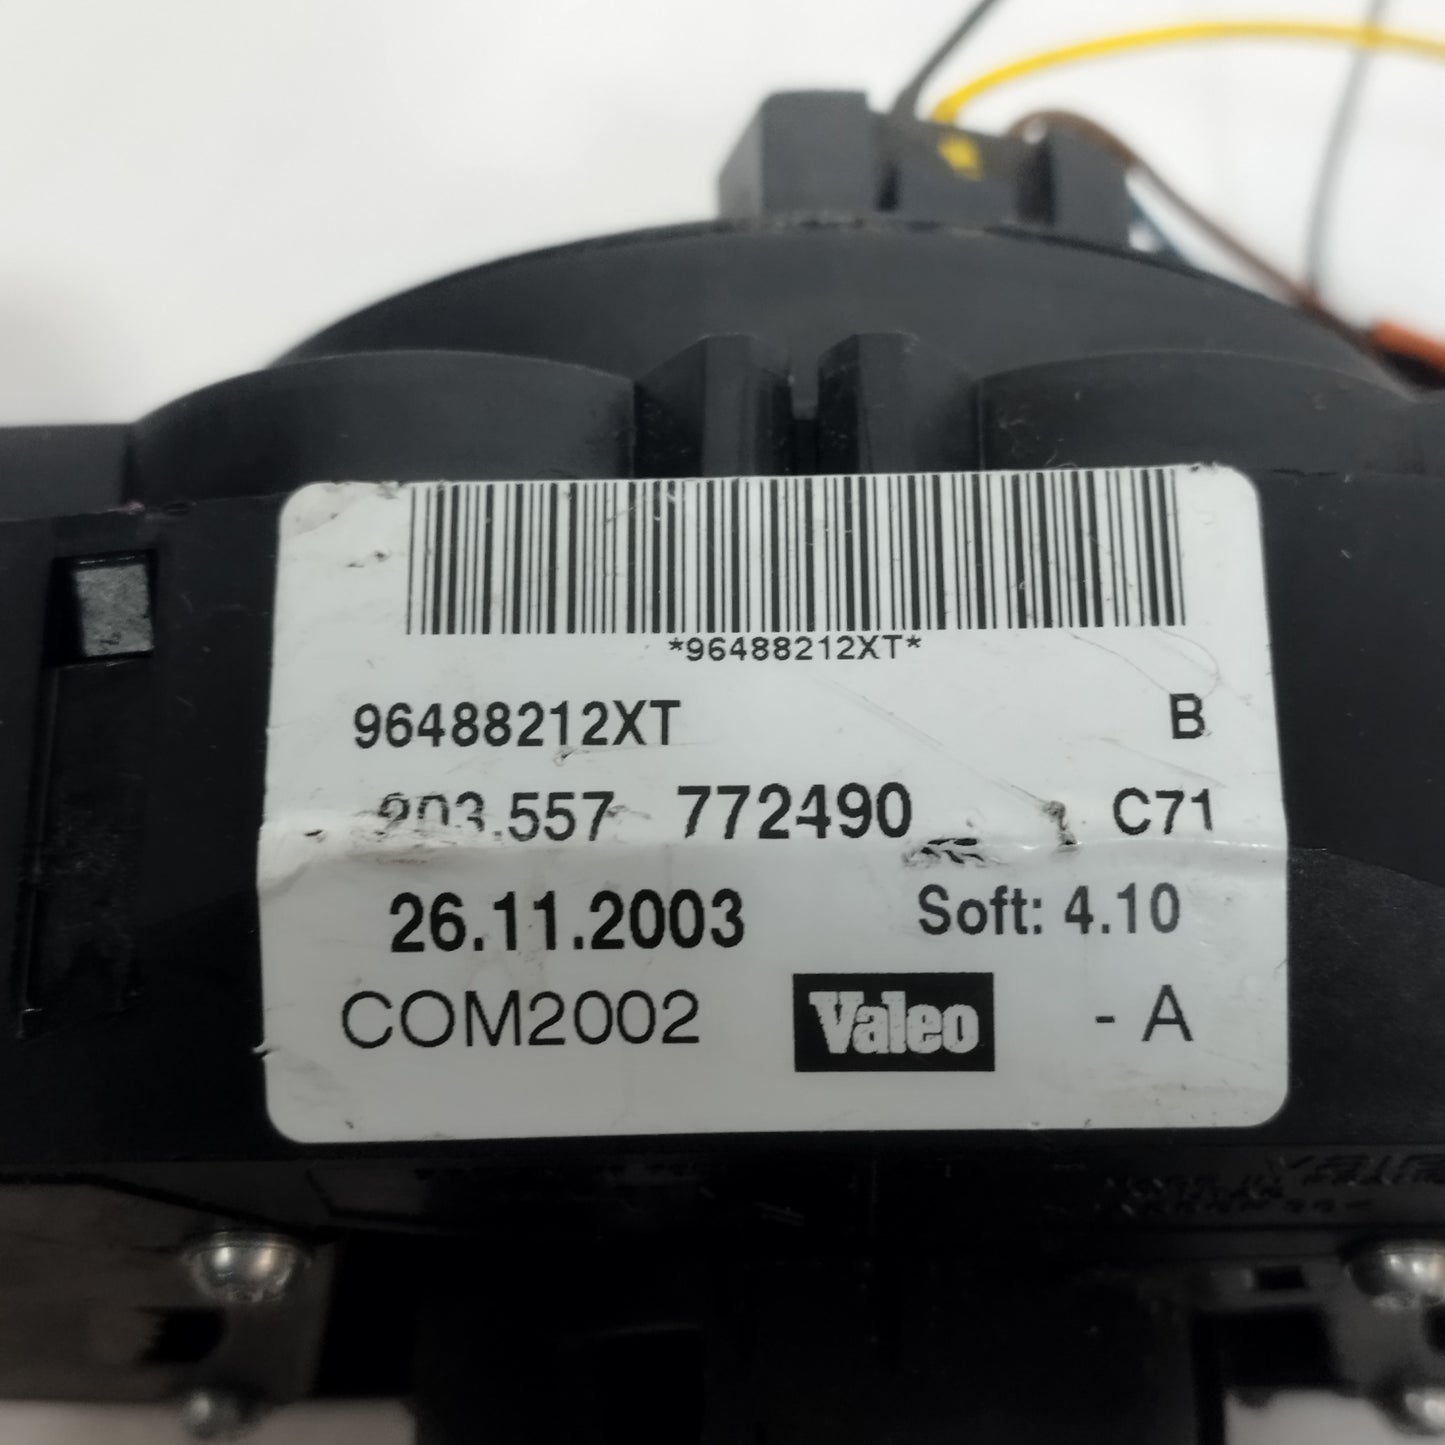 *96488212XT*
96488212XT B
203.557 772490 C71
26.11.2003 Soft: 4.10
COM2002 Valeo - A